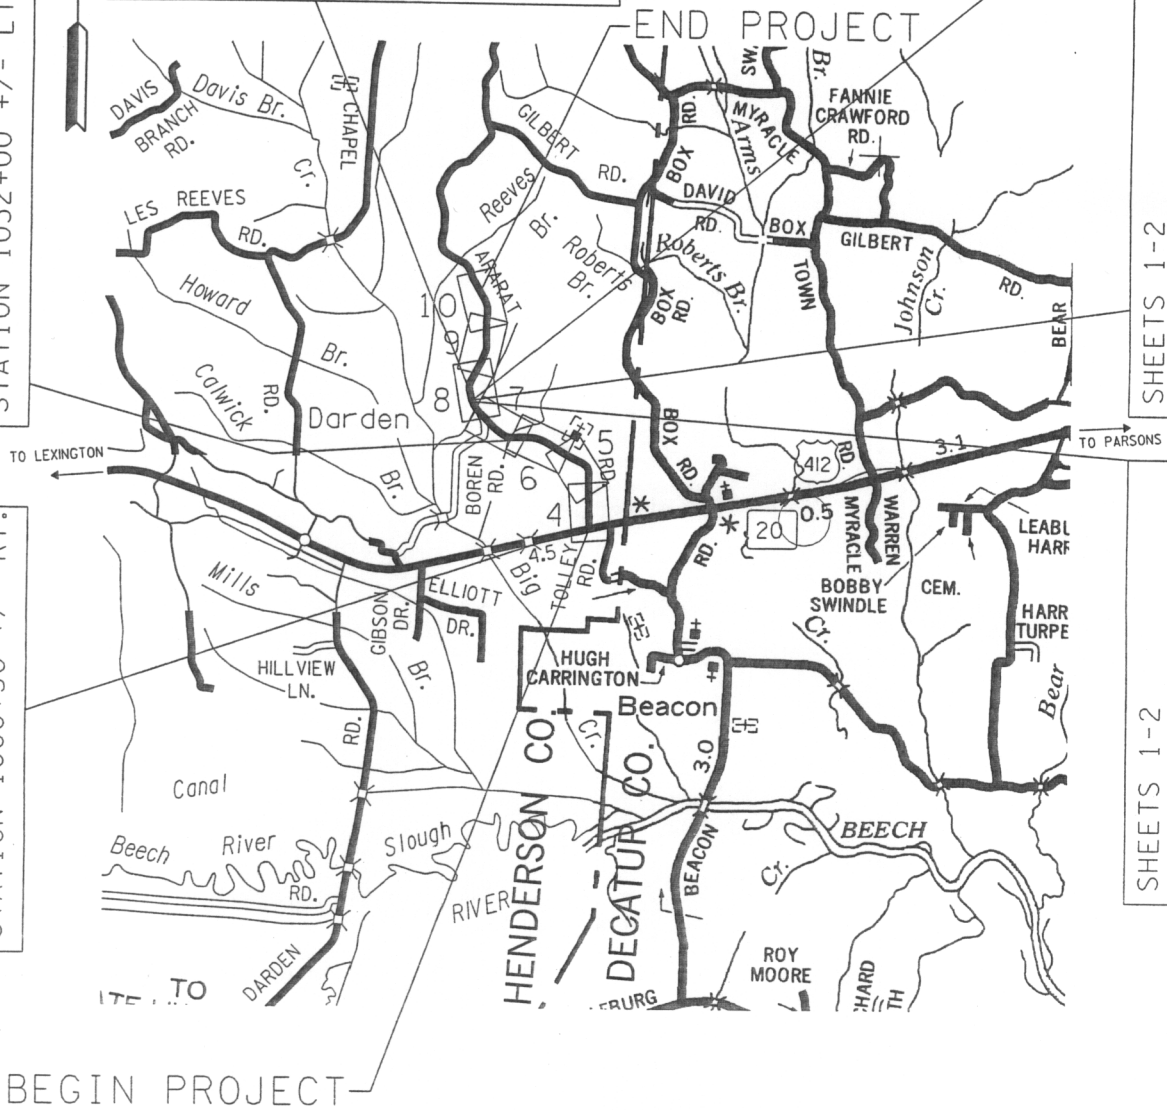 END PROJECT
SW
Br.
FANNIE
CRAWFORD
RD.
DAVIS
BRANCH
RD.
Davis Br.
CHAPEL
Cr.
GILBERT
RD.
RD.
MYRACLE
Arms
BOX
DAVID
RD.
BOX
LES REEVES
RD.
Reeves
Br.
Roberts
Br.
Roberts Br.
GILBERT
RD.
TOWN
Johnson
Cr.
BEAR
SHEETS 1-2
Howard
Br.
ARARAT
10
9
8
7
6
5
4
BOX
RD.
Calwick
Br.
RD.
Darden
BOREN
RD.
RD
BOX
RD.
412
RD.
3.1
TO LEXINGTON
TO PARSONS
20
0.5
4.5
*
*
MYRACLE
WARREN
LEABL
HARR
BOBBY
SWINDLE
CEM.
Mills
Br.
Big
TOLLEY
RD.
RD.
GIBSON
DR.
ELLIOTT
DR.
HILLVIEW
LN.
HUGH
CARRINGTON
Beacon
Cr.
HARR
TURPE
Bear
RD.
Cr.
3.0
SHEETS 1-2
Canal
Beech River
Slough
RD.
RIVER
HENDERSON CO.
DECATUR CO.
BEACON
BEECH
Cr.
ROY
MOORE
TO
DARDEN
BEGIN PROJECT